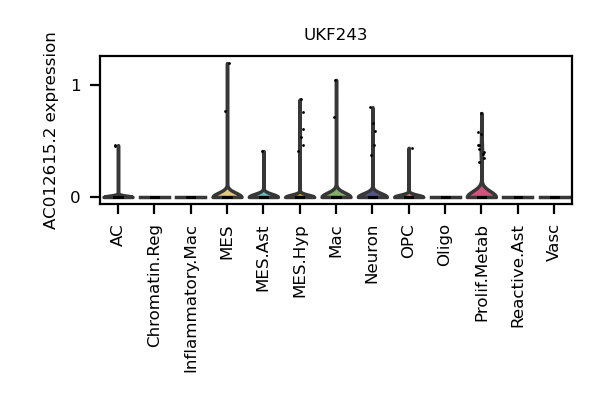 UKF243
AC012615.2 expression
1
0
AC
Chromatin.Reg
Inflammatory.Mac
MES
MES.Ast
MES.Hyp
Mac
Neuron
OPC
Oligo
Prolif.Metab
Reactive.Ast
Vasc